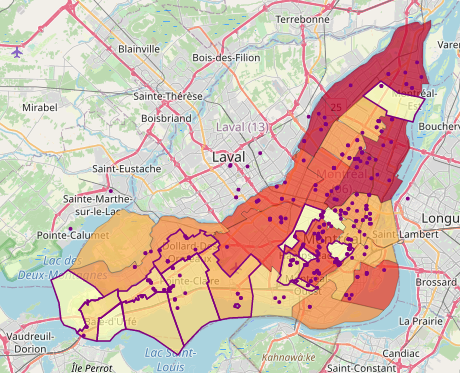 Terrebonne
Blainville
Bois-des-Filion
Varen
Mirabel
Sainte-Thérèse
Boisbriand
Montréal-
Est
25
Laval (13)
Boucherv
Laval
Saint-Eustache
Montréal
Sainte-Marthe-
sur-le-Lac
Longu
Pointe-Calumet
Saint-Lambert
Dollard-Des
Lac des
Deux-Montagnes
Pointe-Claire
Brossard
Baie-d'Urfé
La Prairie
Vaudreuil-
Dorion
Lac Saint-
Louis
Candiac
Kahnawà:ke
Île Perrot
Saint-Constant